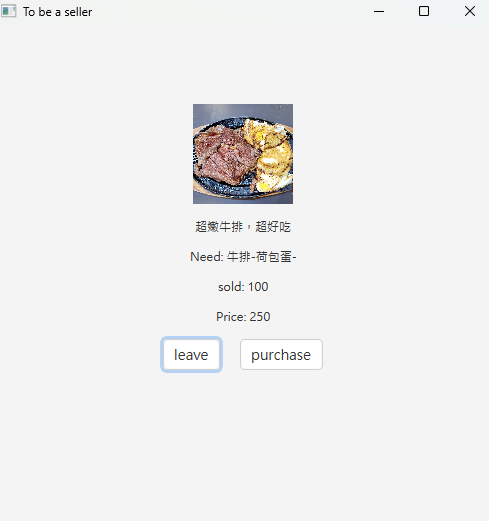 To be a seller
超嫩牛排，超好吃
Need: 牛排-荷包蛋-
sold: 100
Price: 250
leave purchase